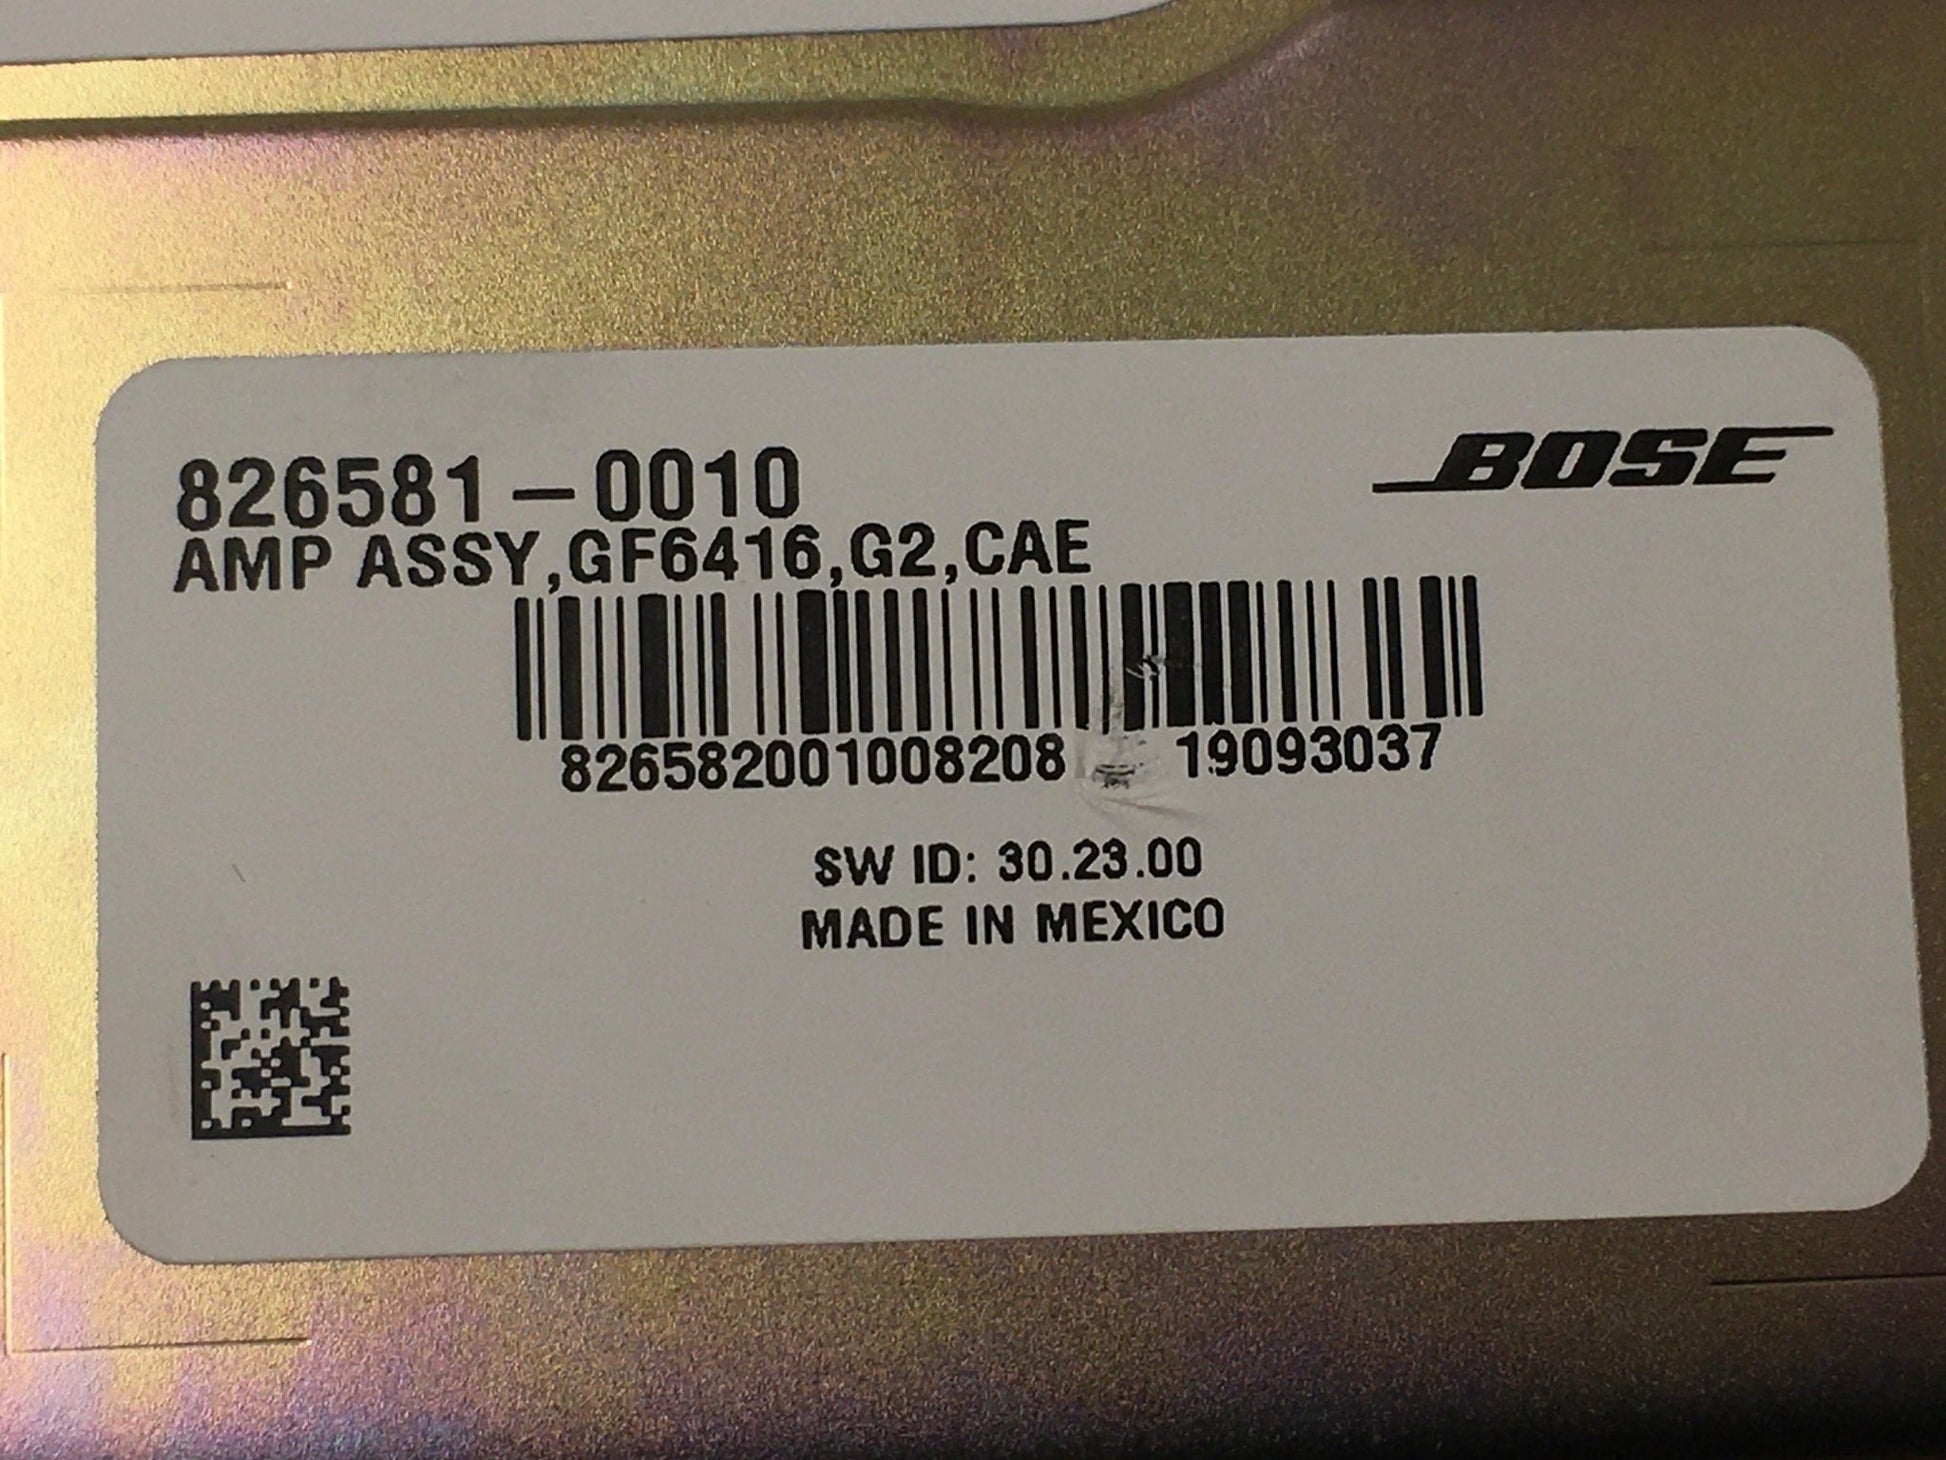 BOSE
826581-0010
AMP ASSY,GF6416,G2,CAE
826582001008208 19093037
SW ID: 30.23.00
MADE IN MEXICO